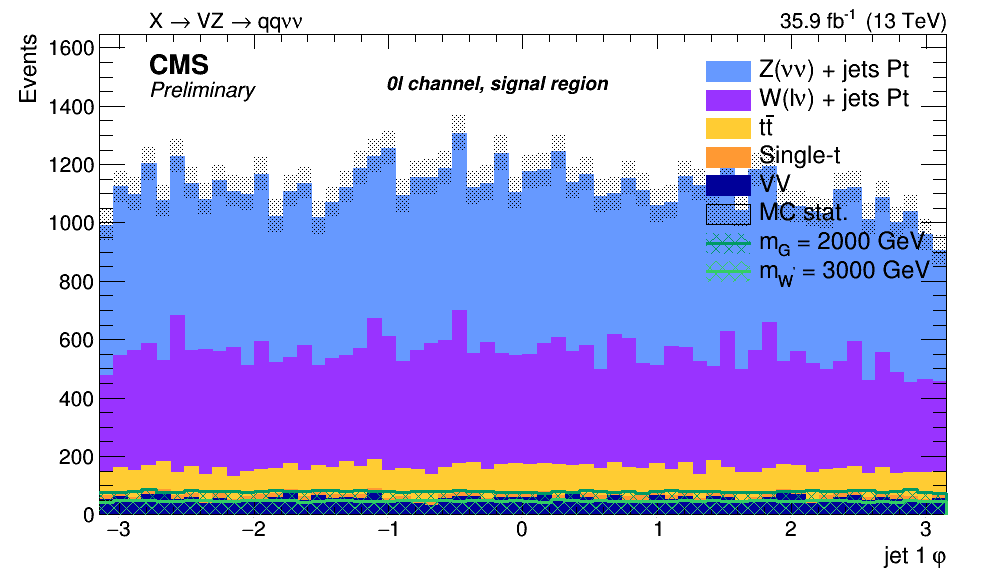 X → VZ → qqνν
35.9 fb⁻¹ (13 TeV)
Events
CMS
Preliminary
0l channel, signal region
Z(νν) + jets Pt
W(lν) + jets Pt
tt̄
Single-t
VV
MC stat.
m_G = 2000 GeV
m_W' = 3000 GeV
1600
1400
1200
1000
800
600
400
200
0
−3 −2 −1 0 1 2 3
jet 1 φ